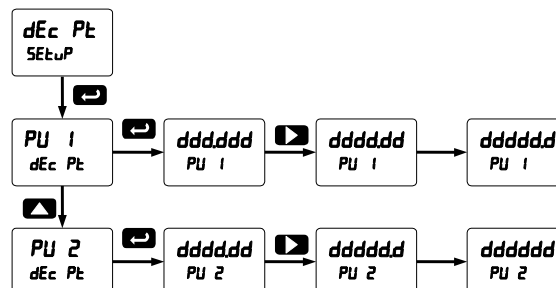 dEc Pt
SEtuP
PU 1
dEc Pt
ddd.ddd
PU 1
dddd.dd
PU 1
ddddd.d
PU 1
PU 2
dEc Pt
dddd.dd
PU 2
ddddd.d
PU 2
dddddd
PU 2